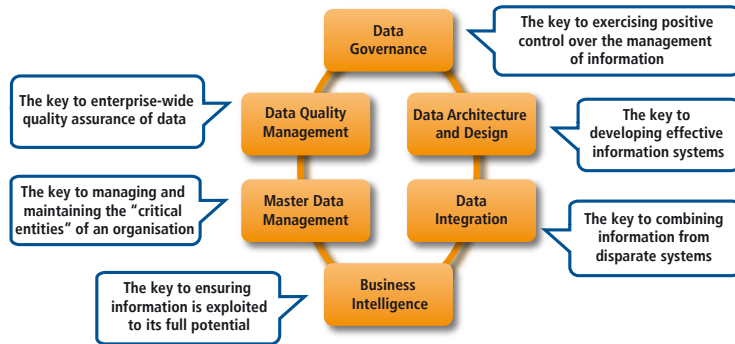 Data
Governance
The key to exercising positive
control over the management
of information
The key to enterprise-wide
quality assurance of data
Data Quality
Management
Data Architecture
and Design
The key to
developing effective
information systems
The key to managing and
maintaining the “critical
entities” of an organisation
Master Data
Management
Data
Integration
The key to combining
information from
disparate systems
The key to ensuring
information is exploited
to its full potential
Business
Intelligence